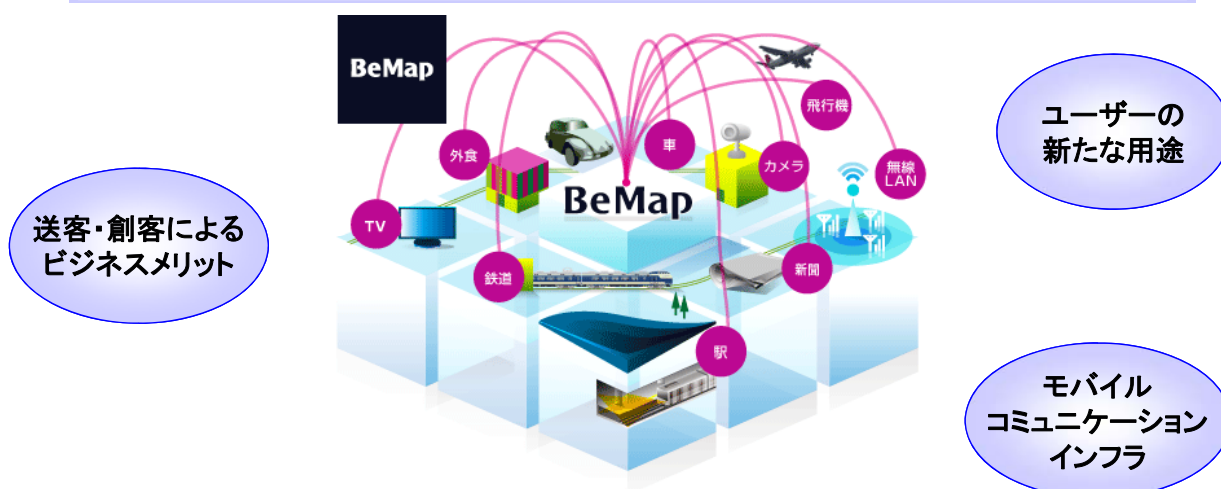 BeMap
飛行機
ユーザーの
新たな用途
車
外食
カメラ
無線
LAN
BeMap
送客・創客による
ビジネスメリット
TV
鉄道
新聞
駅
モバイル
コミュニケーション
インフラ